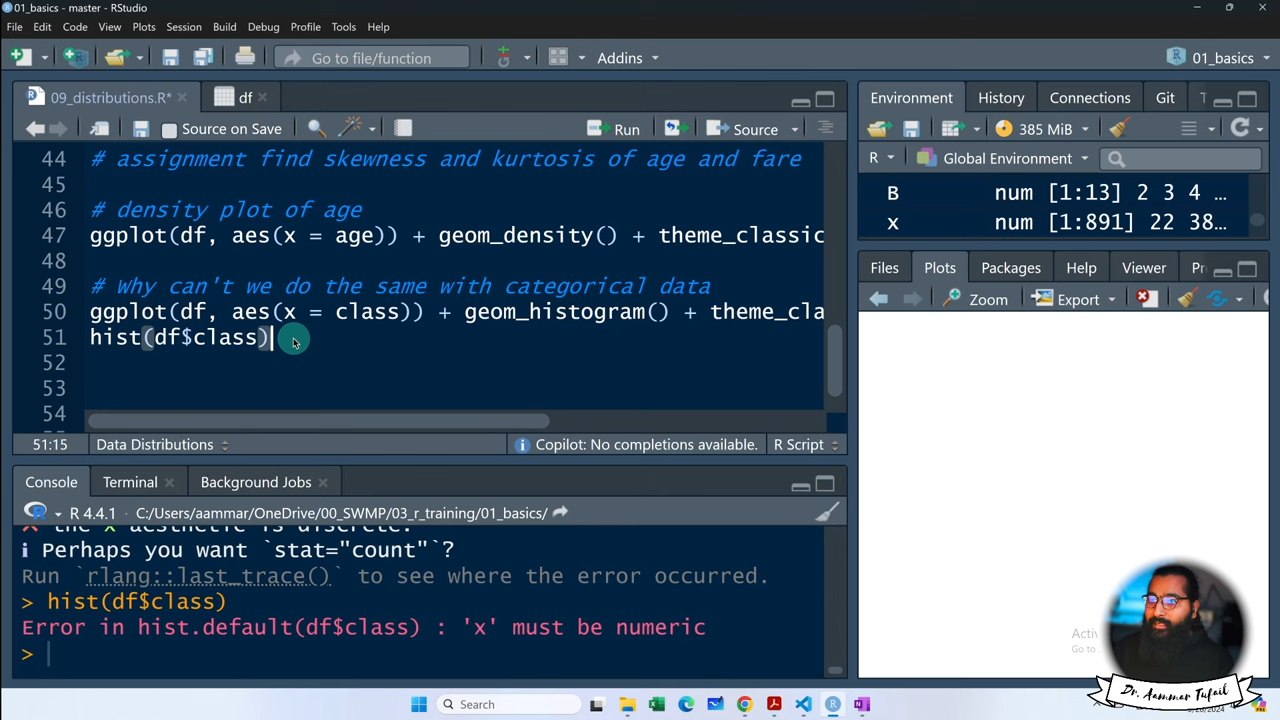 01_basics - master - RStudio
File Edit Code View Plots Session Build Debug Profile Tools Help
Go to file/function Addins 01_basics
09_distributions.R* df
Source on Save Run Source
44 # assignment find skewness and kurtosis of age and fare
45
46 # density plot of age
47 ggplot(df, aes(x = age)) + geom_density() + theme_classic
48
49 # why can't we do the same with categorical data
50 ggplot(df, aes(x = class)) + geom_histogram() + theme_cla
51 hist(df$class)
52
53
54
51:15 Data Distributions Copilot: No completions available. R Script
Console Terminal Background Jobs
R 4.4.1 · C:/Users/aammar/OneDrive/00_SWMP/03_r_training/01_basics/
the x aesthetic is discrete.
i Perhaps you want `stat="count"`?
Run `rlang::last_trace()` to see where the error occurred.
> hist(df$class)
Error in hist.default(df$class) : 'x' must be numeric
>
Environment History Connections Git T
385 MiB
R Global Environment
B num [1:13] 2 3 4 ...
x num [1:891] 22 38...
Files Plots Packages Help Viewer Pr
Zoom Export
Activ
Go to
Dr. Aammar Tufail
Search